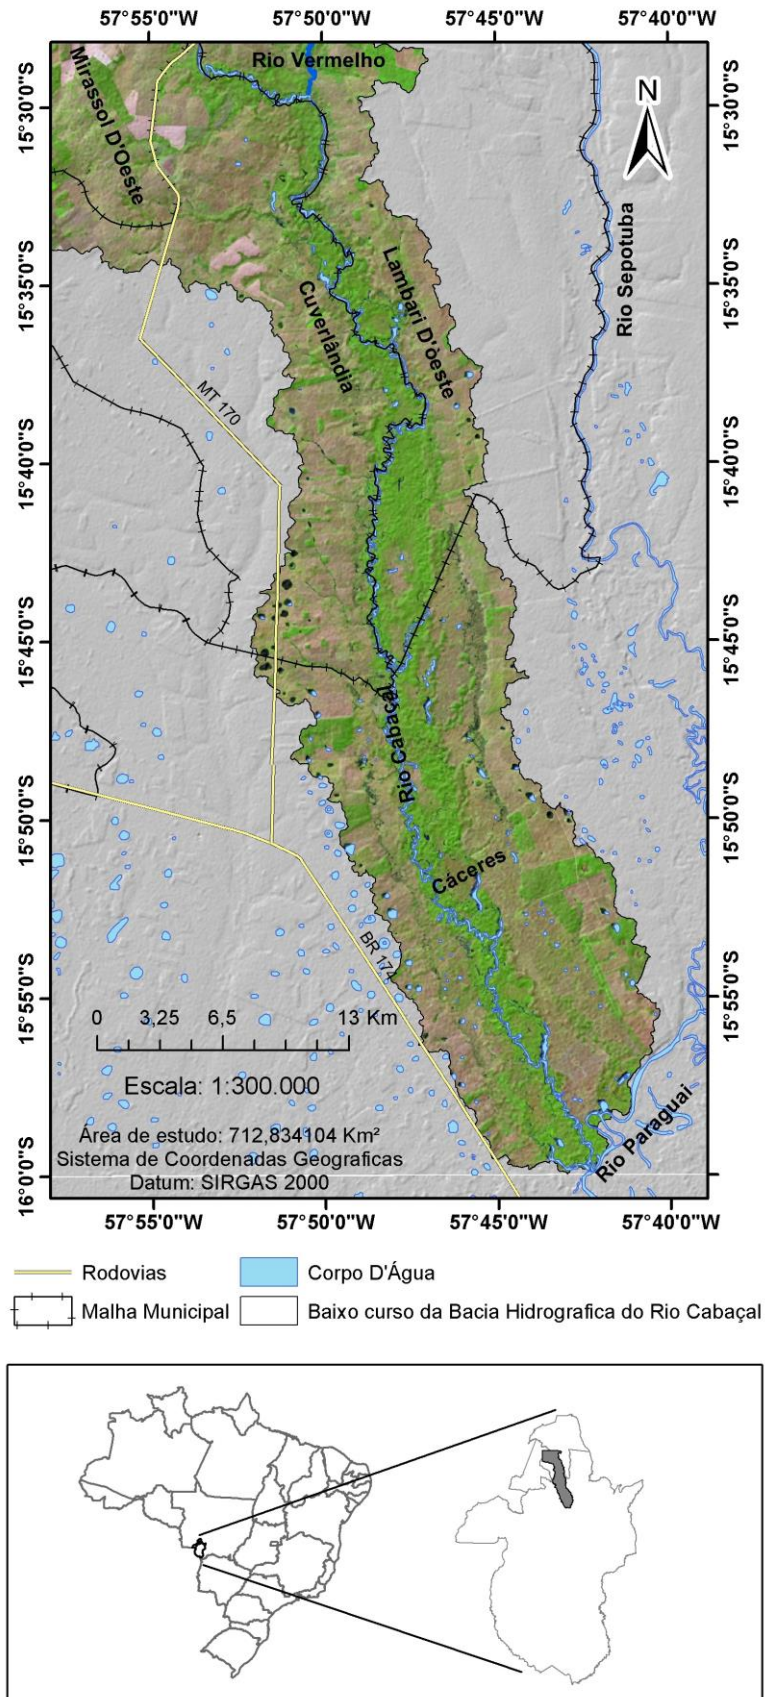 57°55'0"W 57°50'0"W 57°45'0"W 57°40'0"W
Rio Vermelho
Mirassol D'Oeste
N
15°30'0"S
15°30'0"S
Rio Sepotuba
Lambari D'òeste
Cuverlândia
15°35'0"S
15°35'0"S
MT 170
15°40'0"S
15°40'0"S
15°45'0"S
15°45'0"S
Rio Cabaçal
15°50'0"S
15°50'0"S
Cáceres
BR 174
15°55'0"S
15°55'0"S
0 3,25 6,5 13 Km
Escala: 1:300.000
Área de estudo: 712,834104 Km²
Sistema de Coordenadas Geograficas
Datum: SIRGAS 2000
Rio Paraguai
16°0'0"S
57°55'0"W 57°50'0"W 57°45'0"W 57°40'0"W
Rodovias
Corpo D'Água
Malha Municipal
Baixo curso da Bacia Hidrografica do Rio Cabaçal